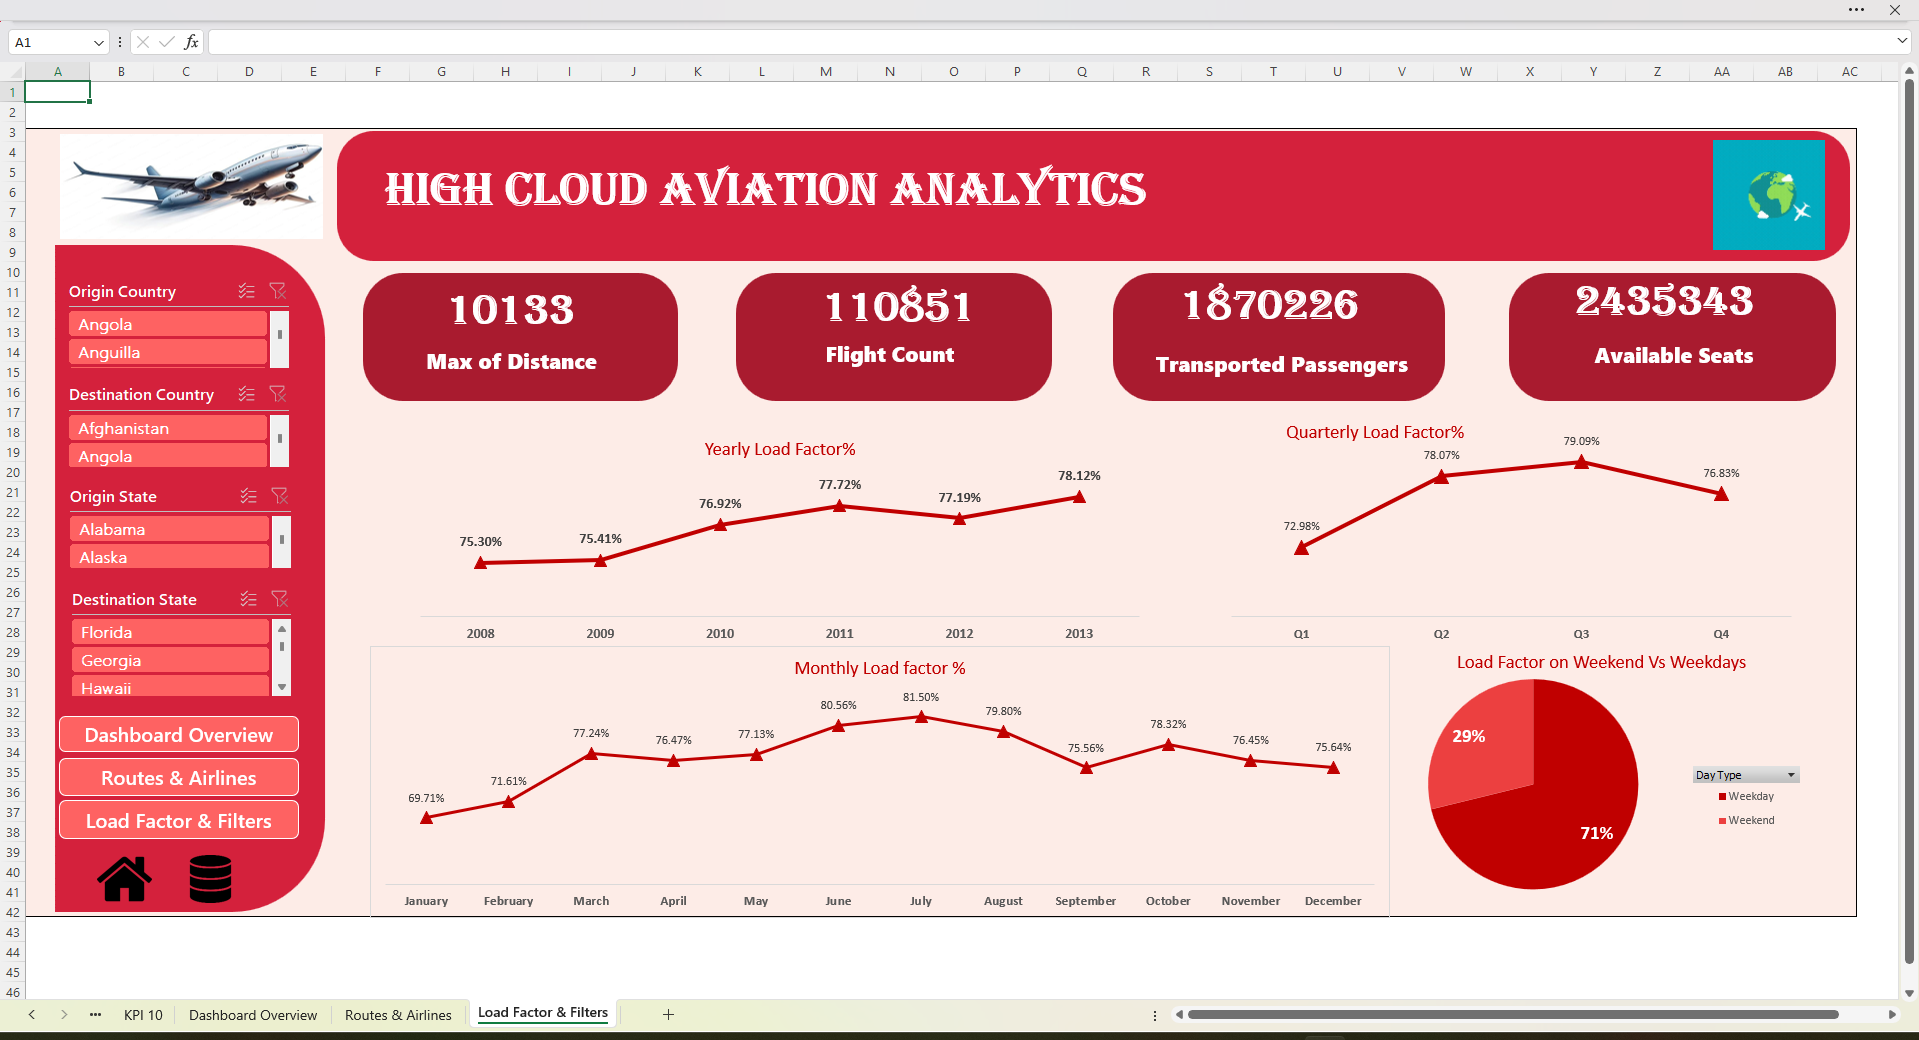 A1
fx
A B C D E F G H I J K L M N O P Q R S T U V W X Y Z AA AB AC
1
2
3
4
5
6
7
8
9
10
11
12
13
14
15
16
17
18
19
20
21
22
23
24
25
26
27
28
29
30
31
32
33
34
35
36
37
38
39
40
41
42
43
44
45
46
HIGH CLOUD AVIATION ANALYTICS
Origin Country
Angola
Anguilla
Destination Country
Afghanistan
Angola
Origin State
Alabama
Alaska
Destination State
Florida
Georgia
Hawaii
Dashboard Overview
Routes & Airlines
Load Factor & Filters
10133
Max of Distance
110851
Flight Count
1870226
Transported Passengers
2435343
Available Seats
Yearly Load Factor%
75.30% 75.41% 76.92% 77.72% 77.19% 78.12%
2008 2009 2010 2011 2012 2013
Quarterly Load Factor%
72.98% 78.07% 79.09% 76.83%
Q1 Q2 Q3 Q4
Monthly Load factor %
69.71% 71.61% 77.24% 76.47% 77.13% 80.56% 81.50% 79.80% 75.56% 78.32% 76.45% 75.64%
January February March April May June July August September October November December
Load Factor on Weekend Vs Weekdays
29%
71%
Day Type
Weekday
Weekend
KPI 10 Dashboard Overview Routes & Airlines Load Factor & Filters